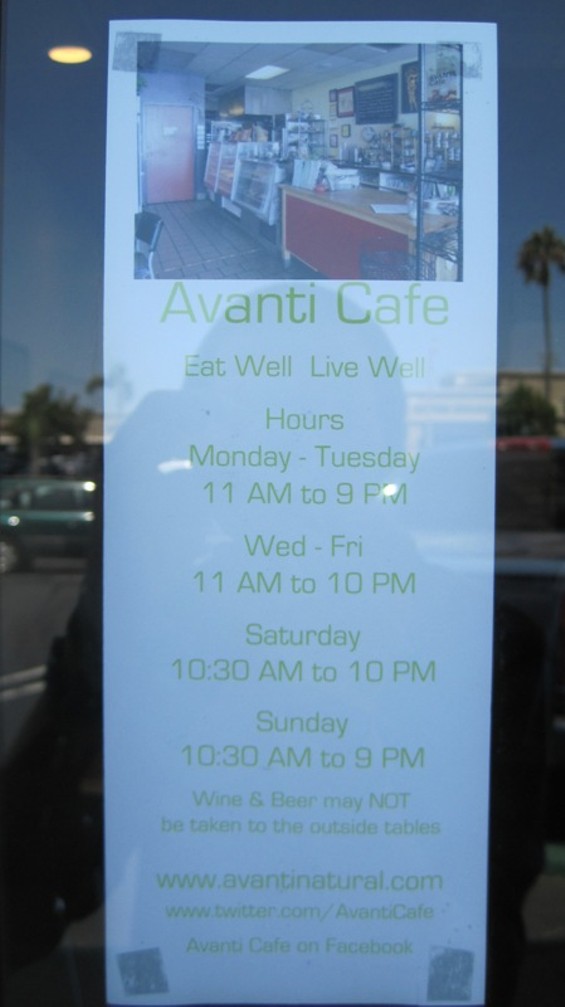 Avanti Cafe
Eat Well Live Well
Hours
Monday - Tuesday
11 AM to 9 PM
Wed - Fri
11 AM to 10 PM
Saturday
10:30 AM to 10 PM
Sunday
10:30 AM to 9 PM
Wine & Beer may NOT
be taken to the outside tables
www.avantinatural.com
www.twitter.com/AvantiCafe
Avanti Cafe on Facebook